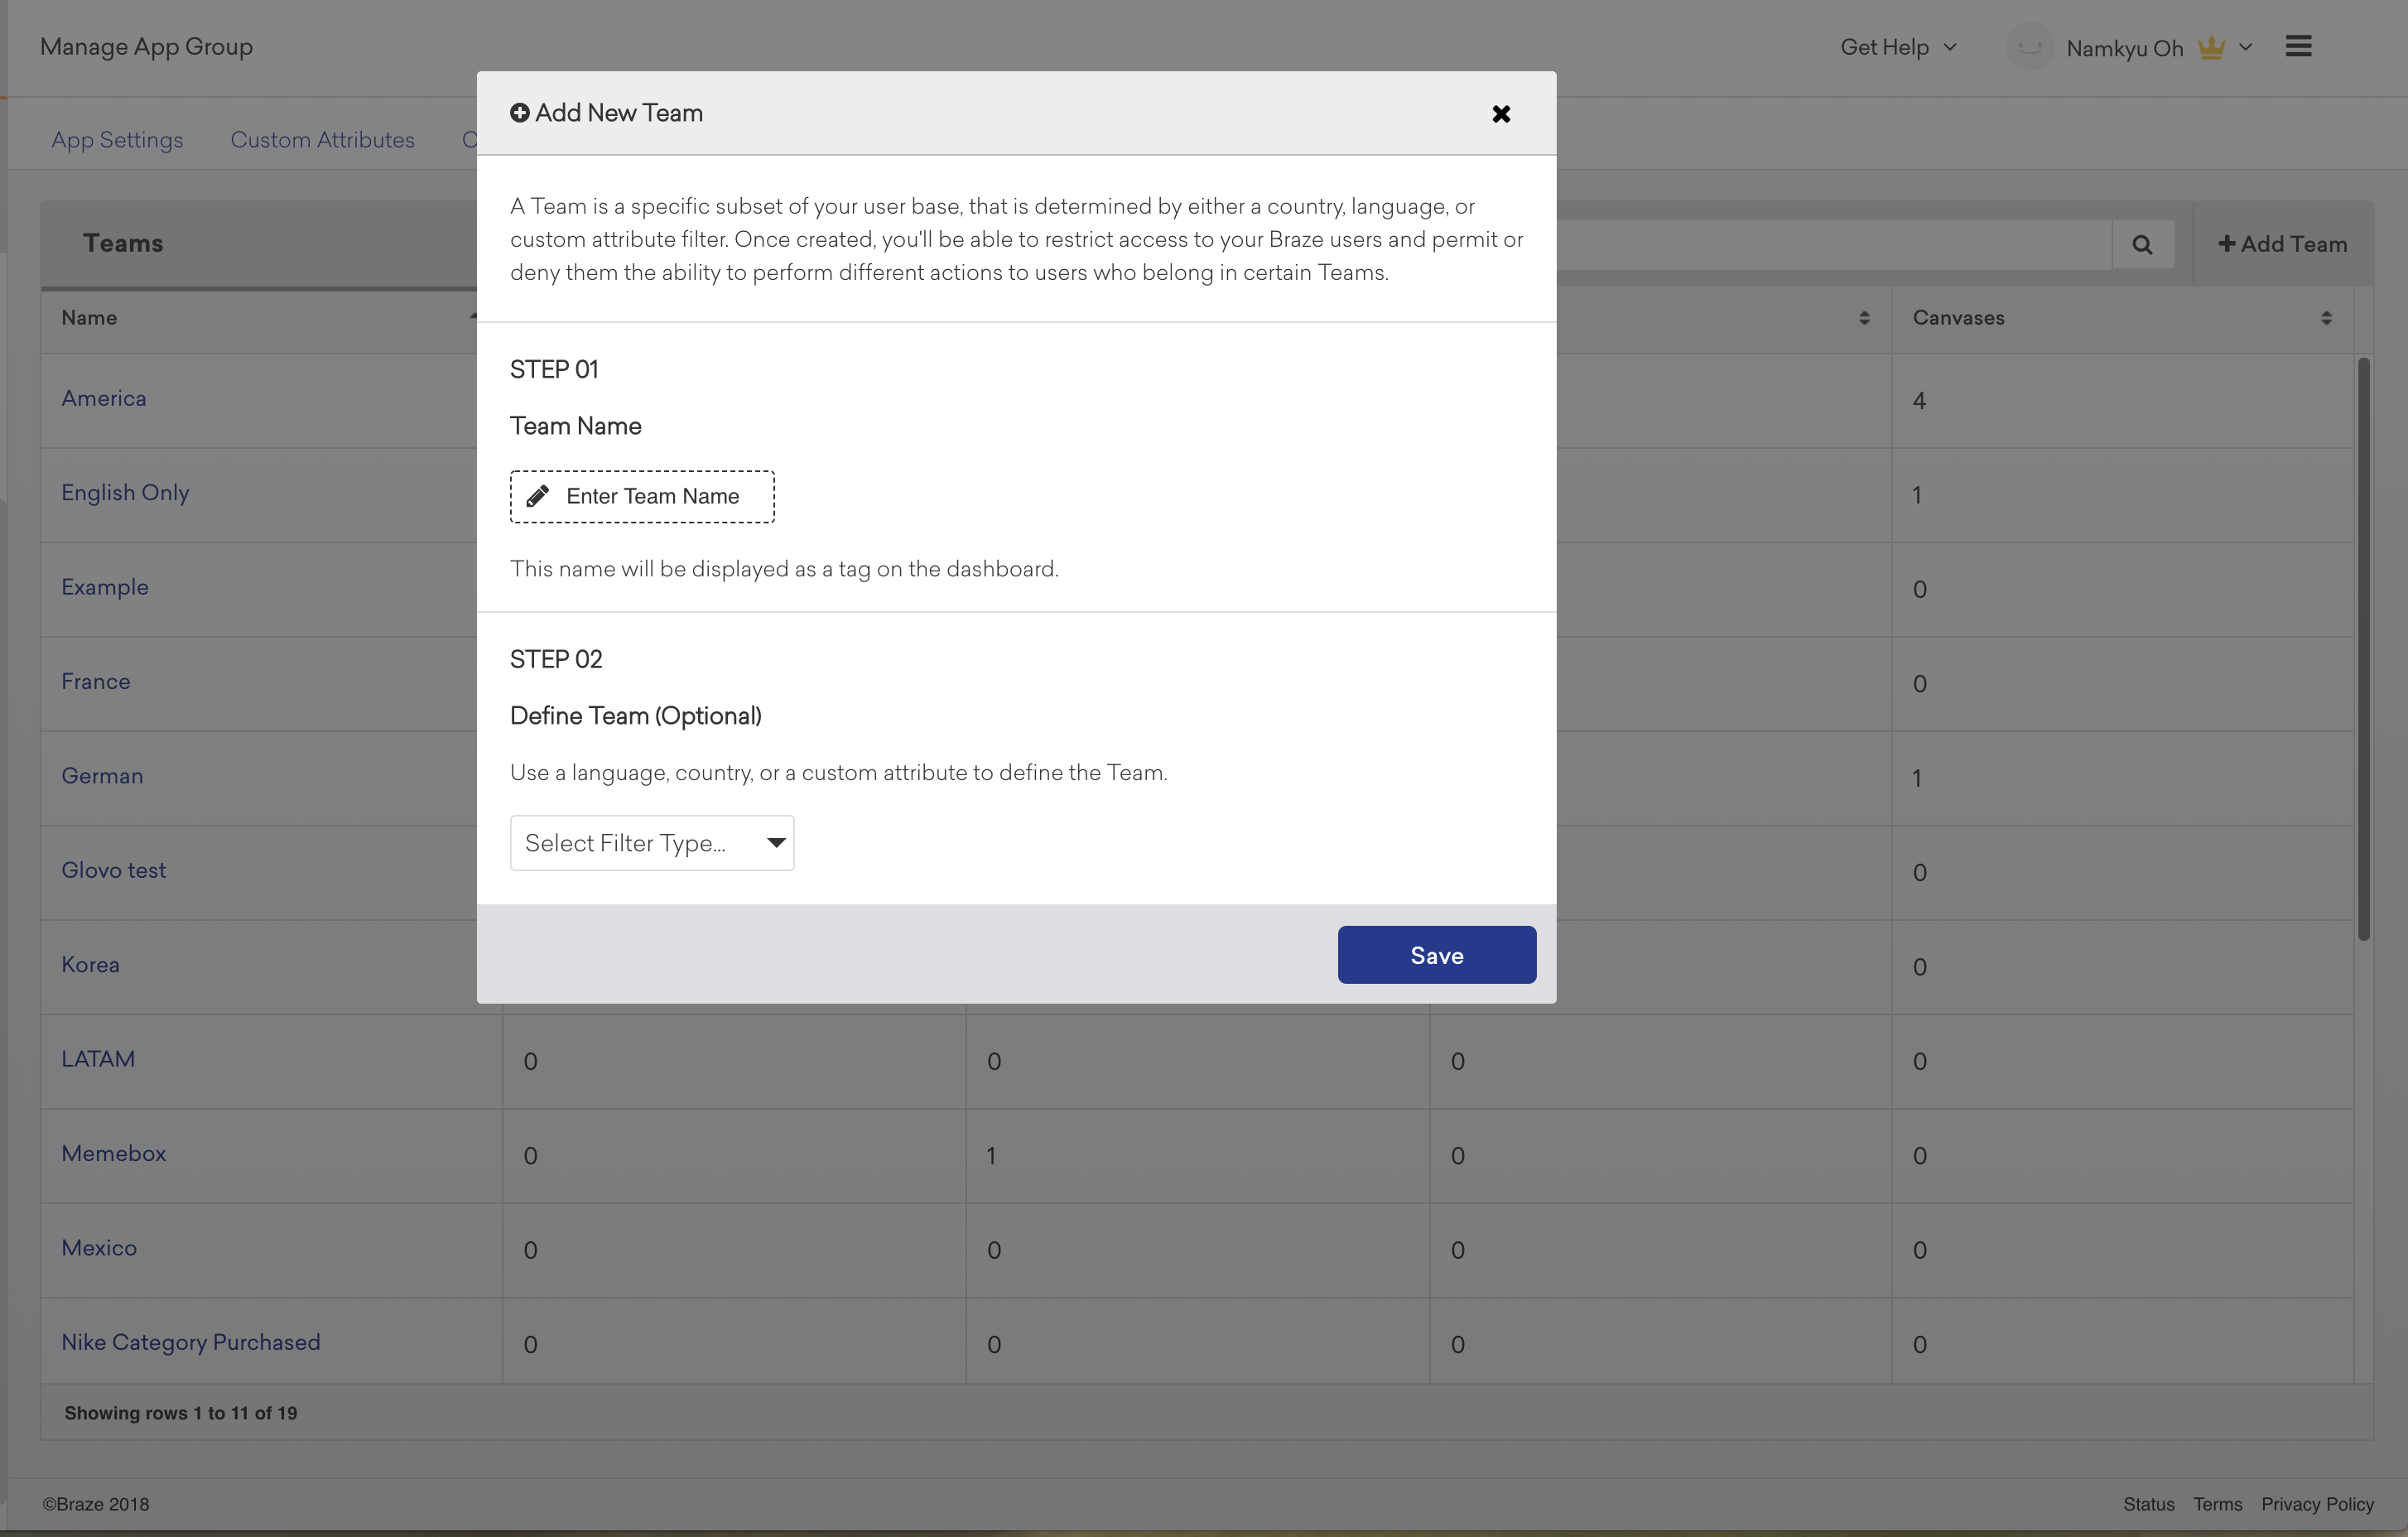 Manage App Group
Get Help
Namkyu Oh
App Settings
Custom Attributes
Add New Team
A Team is a specific subset of your user base, that is determined by either a country, language, or
custom attribute filter. Once created, you'll be able to restrict access to your Braze users and permit or
deny them the ability to perform different actions to users who belong in certain Teams.
STEP 01
Team Name
Enter Team Name
This name will be displayed as a tag on the dashboard.
STEP 02
Define Team (Optional)
Use a language, country, or a custom attribute to define the Team.
Select Filter Type...
Save
Teams
Add Team
Name
Canvases
America
4
English Only
1
Example
0
France
0
German
1
Glovo test
0
Korea
0
LATAM
0
0
0
0
Memebox
0
1
0
0
Mexico
0
0
0
0
Nike Category Purchased
0
0
0
0
Showing rows 1 to 11 of 19
©Braze 2018
Status
Terms
Privacy Policy